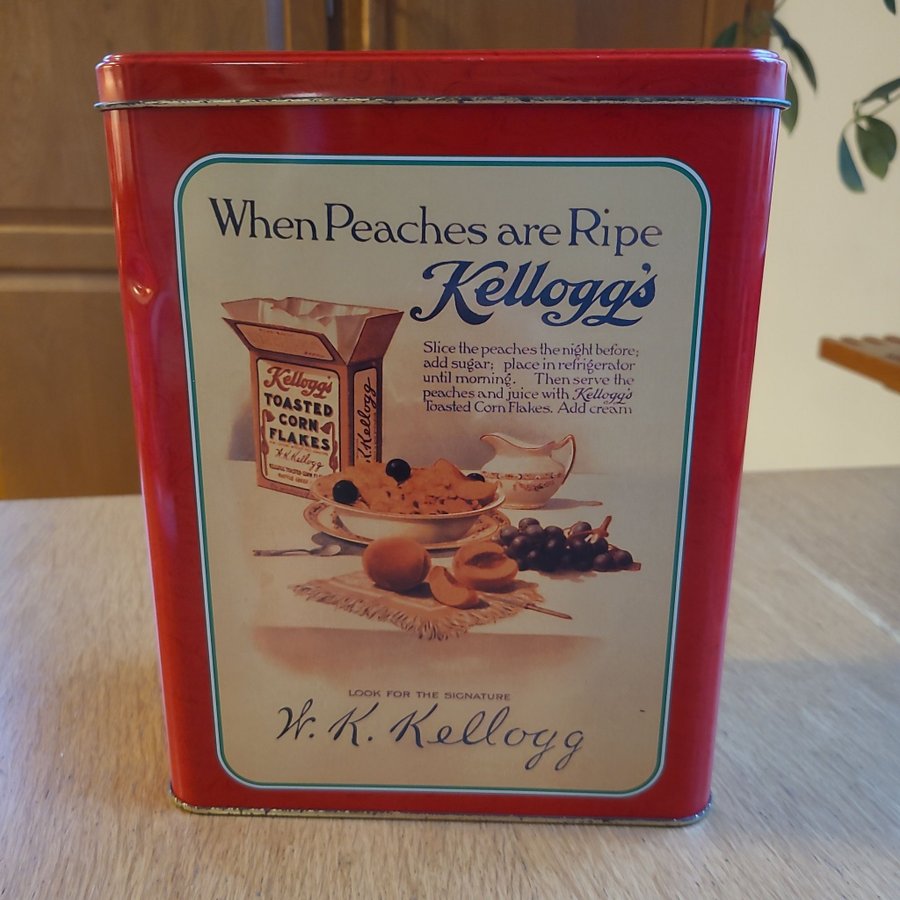 When Peaches are Ripe
Kellogg's
Slice the peaches the night before;
add sugar; place in refrigerator
until morning. Then serve the
peaches and juice with Kellogg's
Toasted Corn Flakes. Add cream
Kellogg's
TOASTED
CORN
FLAKES
W.K.Kellogg
W.K.Kellogg
LOOK FOR THE SIGNATURE
W. K. Kellogg